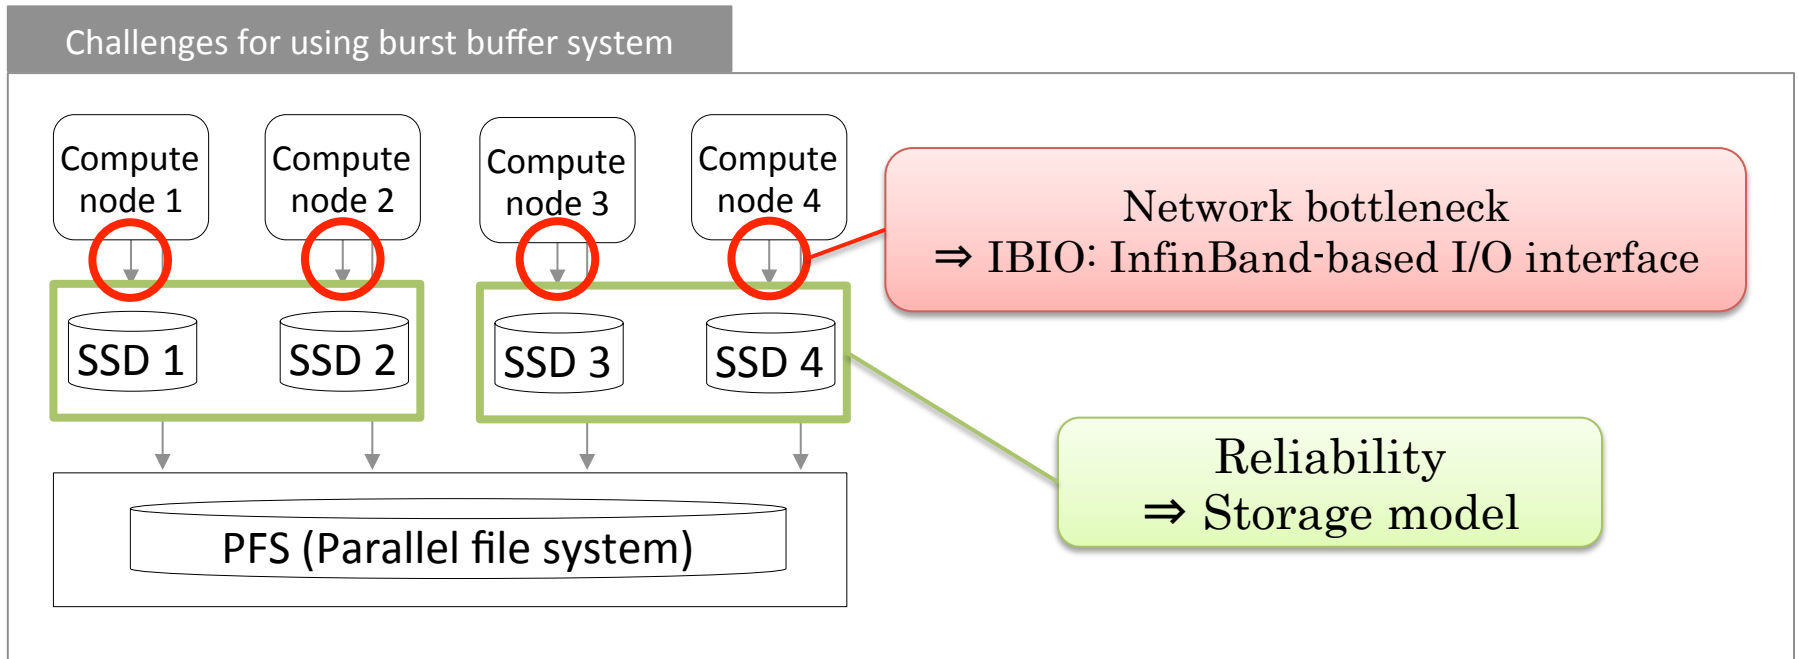 Challenges for using burst buffer system
Compute
node 1
Compute
node 2
Compute
node 3
Compute
node 4
Network bottleneck
⇒ IBIO: InfinBand-based I/O interface
SSD 1
SSD 2
SSD 3
SSD 4
Reliability
⇒ Storage model
PFS (Parallel file system)